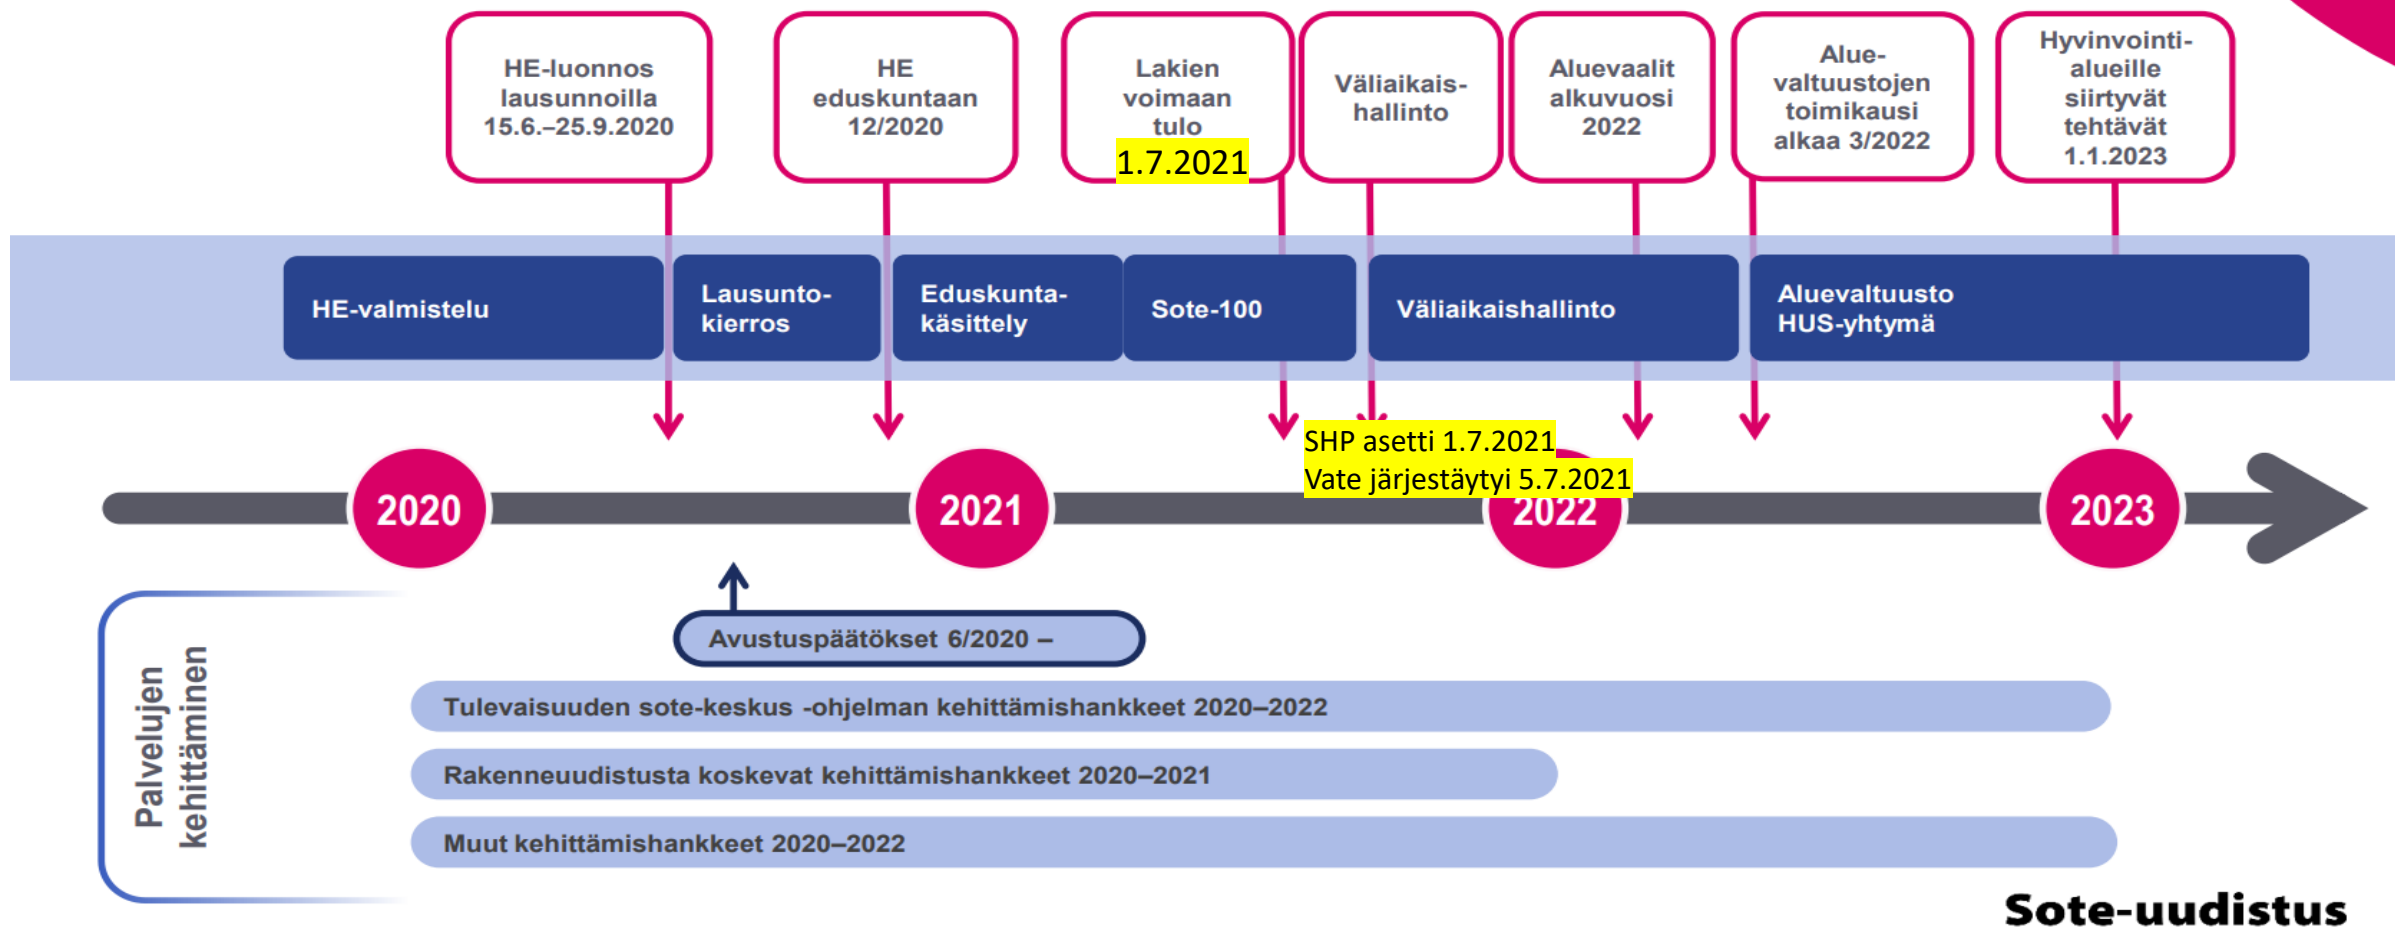 HE-luonnos
lausunnoilla
15.6.–25.9.2020
HE
eduskuntaan
12/2020
Lakien
voimaan
tulo
1.7.2021
Väliaikais-
hallinto
Aluevaalit
alkuvuosi
2022
Alue-
valtuustojen
toimikausi
alkaa 3/2022
Hyvinvointi-
alueille
siirtyvät
tehtävät
1.1.2023
HE-valmistelu
Lausunto-
kierros
Eduskunta-
käsittely
Sote-100
Väliaikaishallinto
Aluevaltuusto
HUS-yhtymä
SHP asetti 1.7.2021
Vate järjestäytyi 5.7.2021
2020
2021
2022
2023
Avustuspäätökset 6/2020 –
Palvelujen
kehittäminen
Tulevaisuuden sote-keskus -ohjelman kehittämishankkeet 2020–2022
Rakenneuudistusta koskevat kehittämishankkeet 2020–2021
Muut kehittämishankkeet 2020–2022
Sote-uudistus